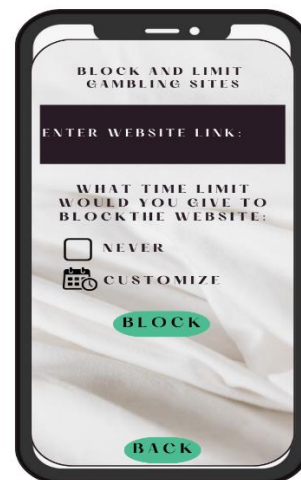 BLOCK AND LIMIT
GAMBLING SITES
ENTER WEBSITE LINK:
WHAT TIME LIMIT
WOULD YOU GIVE TO
BLOCKTHE WEBSITE:
NEVER
CUSTOMIZE
BLOCK
BACK